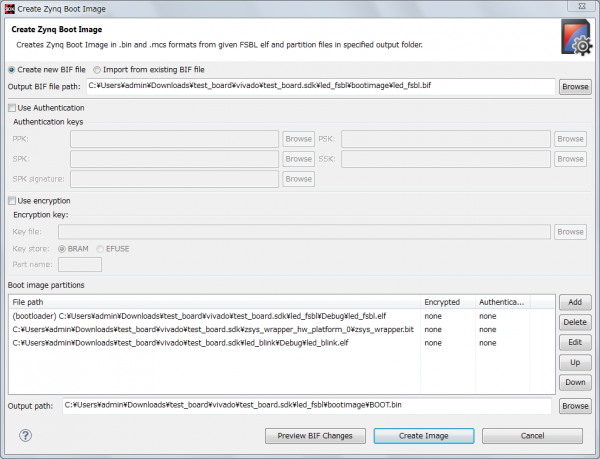 SDK Create Zynq Boot Image
Create Zynq Boot Image
Creates Zynq Boot Image in .bin and .mcs formats from given FSBL elf and partition files in specified output folder.
Create new BIF file Import from existing BIF file
Output BIF file path: C:¥Users¥admin¥Downloads¥test_board¥vivado¥test_board.sdk¥led_fsbl¥bootimage¥led_fsbl.bif Browse
Use Authentication
Authentication keys
PPK: Browse PSK: Browse
SPK: Browse SSK: Browse
SPK signature: Browse
Use encryption
Encryption key:
Key file: Browse
Key store: BRAM EFUSE
Part name:
Boot image partitions
File path Encrypted Authentica... Add
(bootloader) C:¥Users¥admin¥Downloads¥test_board¥vivado¥test_board.sdk¥led_fsbl¥Debug¥led_fsbl.elf none none
C:¥Users¥admin¥Downloads¥test_board¥vivado¥test_board.sdk¥zsys_wrapper_hw_platform_0¥zsys_wrapper.bit none none Delete
C:¥Users¥admin¥Downloads¥test_board¥vivado¥test_board.sdk¥led_blink¥Debug¥led_blink.elf none none Edit
Up
Down
Output path: C:¥Users¥admin¥Downloads¥test_board¥vivado¥test_board.sdk¥led_fsbl¥bootimage¥BOOT.bin Browse
? Preview BIF Changes Create Image Cancel